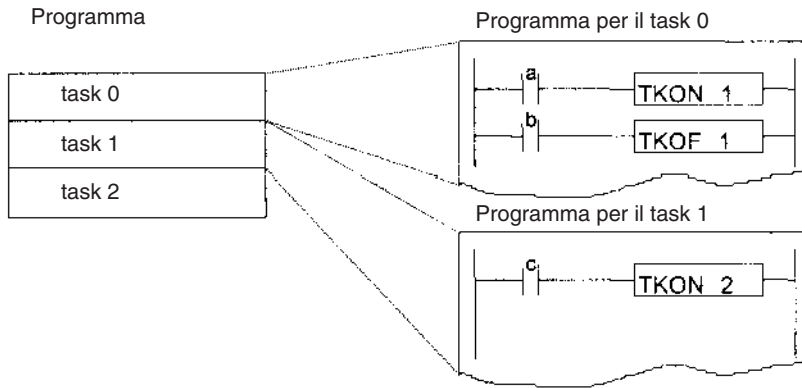 Programma
task 0
task 1
task 2
Programma per il task 0
a
TKON 1
b
TKOF 1
Programma per il task 1
c
TKON 2